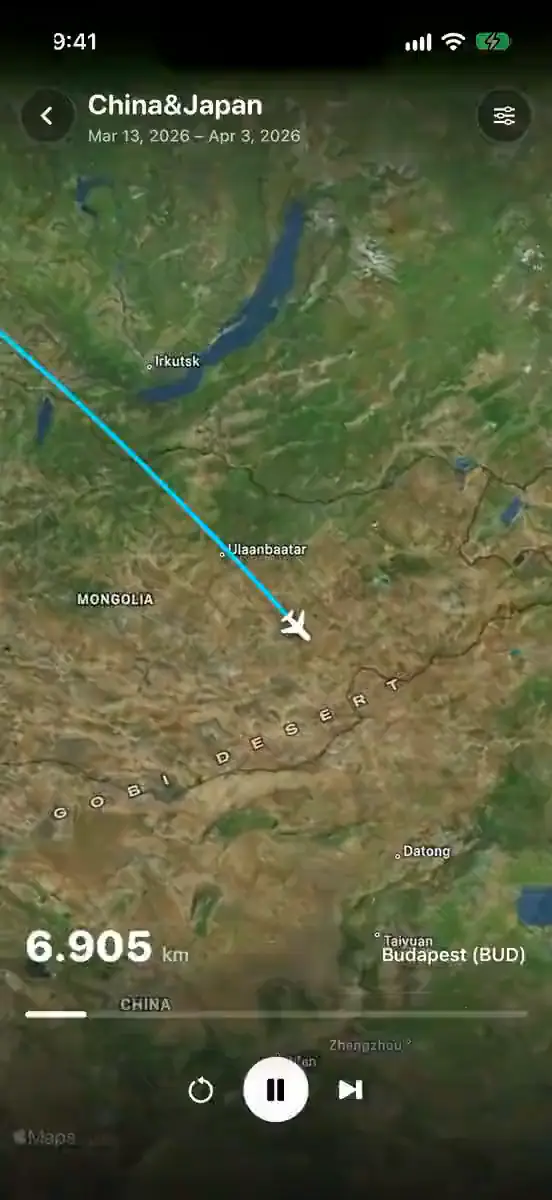 9:41
China&Japan
Mar 13, 2026 – Apr 3, 2026
Irkutsk
Ulaanbaatar
MONGOLIA
GOBI DESERT
Datong
6.905 km
Taiyuan
Budapest (BUD)
CHINA
Zhengzhou
Maps